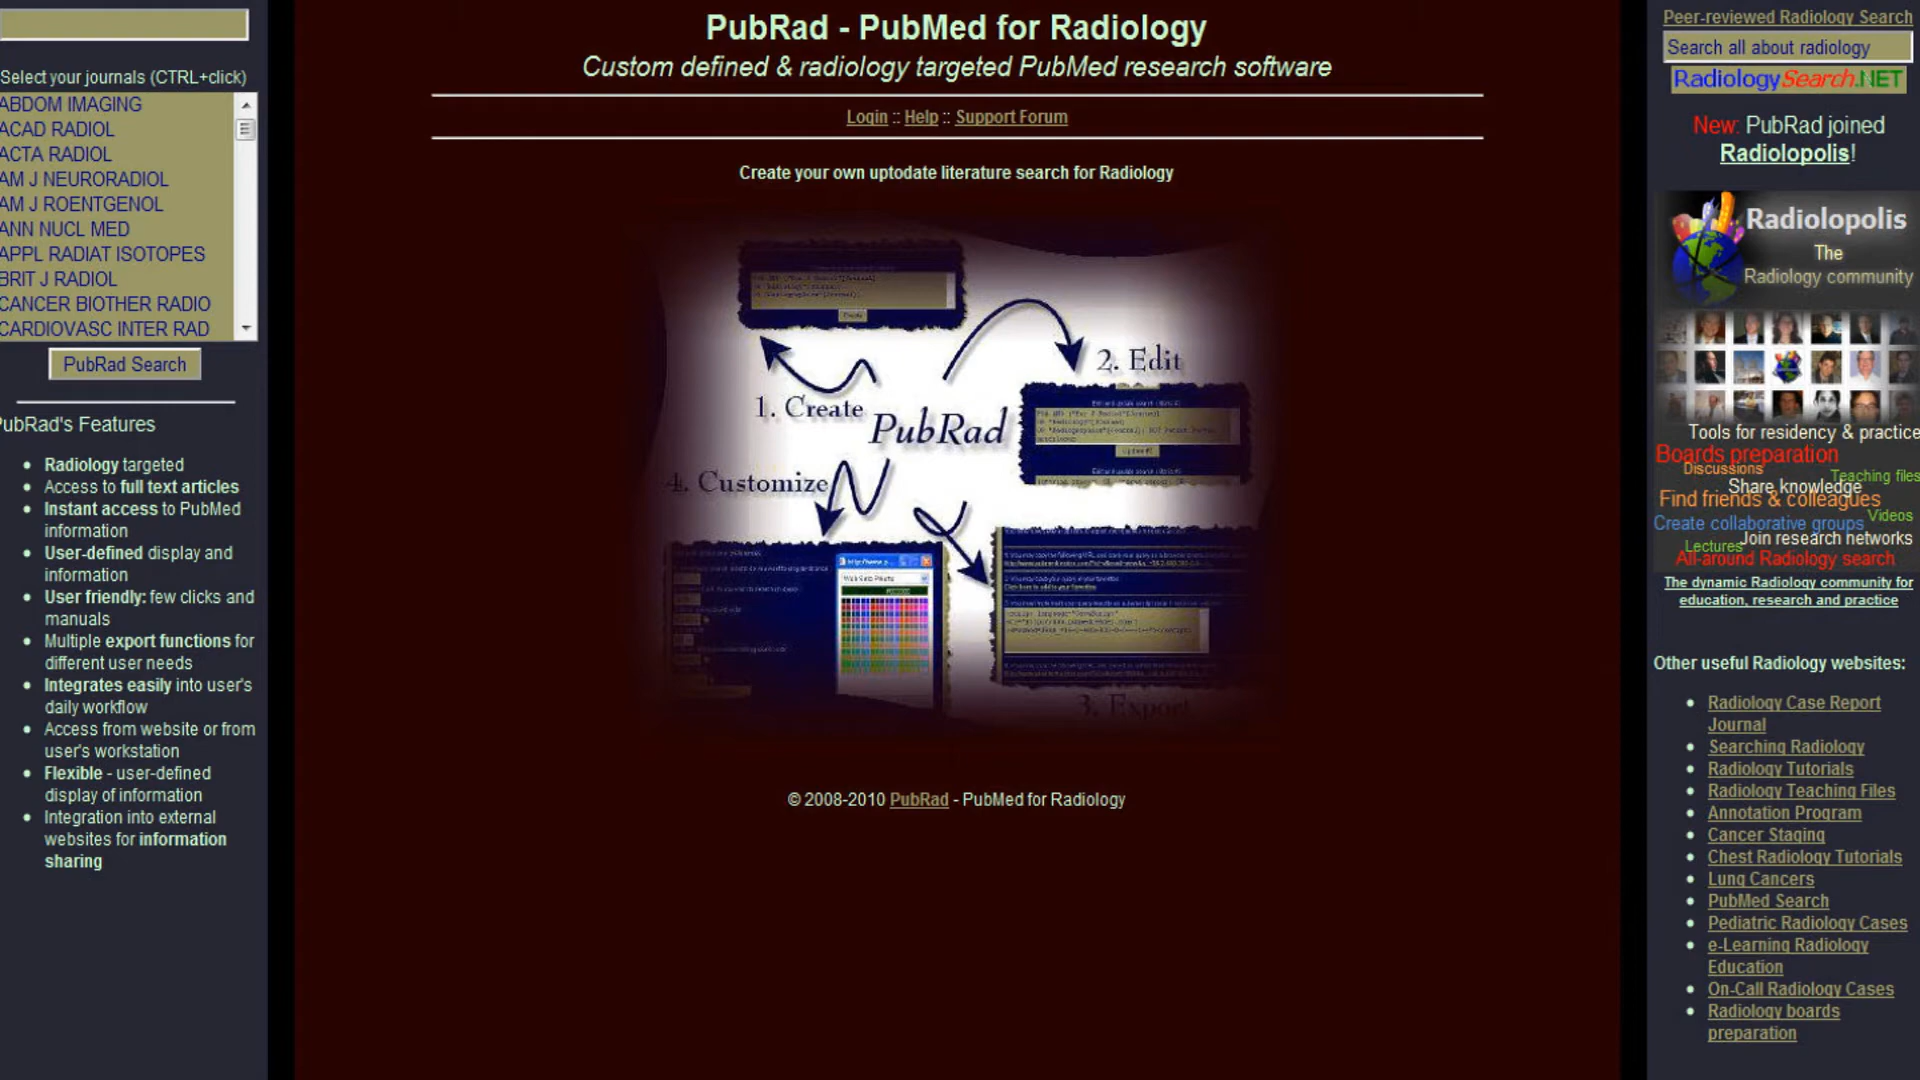 Select your journals (CTRL+click)
ABDOM IMAGING
ACAD RADIOL
ACTA RADIOL
AM J NEURORADIOL
AM J ROENTGENOL
ANN NUCL MED
APPL RADIAT ISOTOPES
BRIT J RADIOL
CANCER BIOTHER RADIO
CARDIOVASC INTER RAD
PubRad Search
PubRad's Features
Radiology targeted
Access to full text articles
Instant access to PubMed
information
User-defined display and
information
User friendly: few clicks and
manuals
Multiple export functions for
different user needs
Integrates easily into user's
daily workflow
Access from website or from
user's workstation
Flexible - user-defined
display of information
Integration into external
websites for information
sharing
PubRad - PubMed for Radiology
Custom defined & radiology targeted PubMed research software
Login :: Help :: Support Forum
Create your own uptodate literature search for Radiology
1. Create
2. Edit
PubRad
4. Customize
3. Export
© 2008-2010 PubRad - PubMed for Radiology
Peer-reviewed Radiology Search
Search all about radiology
RadiologySearch.NET
New: PubRad joined
Radiolopolis!
Radiolopolis
The
Radiology community
Tools for residency & practice
Boards preparation
Discussions
Teaching files
Share knowledge
Find friends & colleagues
Videos
Create collaborative groups
Join research networks
Lectures
All-around Radiology search
The dynamic Radiology community for
education, research and practice
Other useful Radiology websites:
Radiology Case Report
Journal
Searching Radiology
Radiology Tutorials
Radiology Teaching Files
Annotation Program
Cancer Staging
Chest Radiology Tutorials
Lung Cancers
PubMed Search
Pediatric Radiology Cases
e-Learning Radiology
Education
On-Call Radiology Cases
Radiology boards
preparation